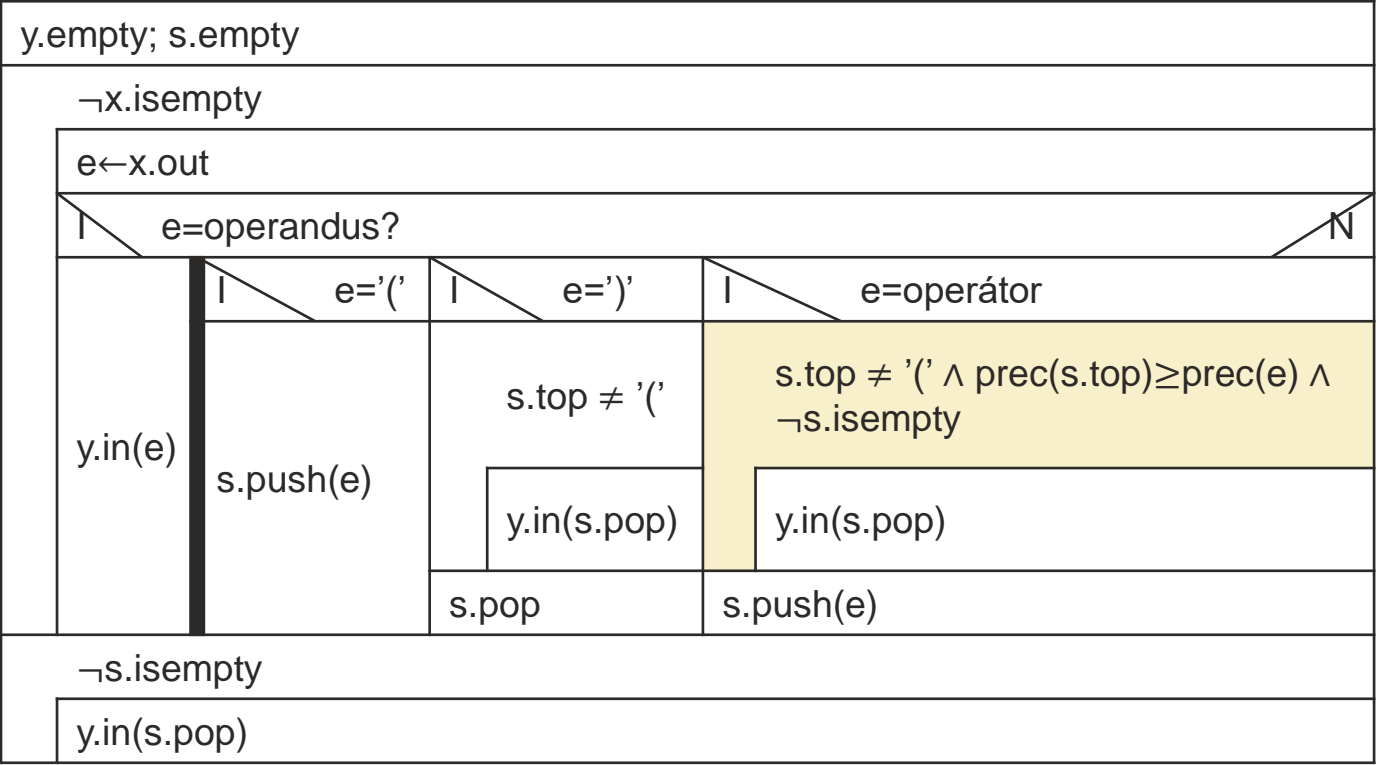 y.empty; s.empty
¬x.isempty
e←x.out
I e=operandus? N
I e='(’
I e=’)’
I e=operátor
y.in(e)
s.push(e)
s.top ≠ ’(’
y.in(s.pop)
s.pop
s.top ≠ ’(’ ∧ prec(s.top)≥prec(e) ∧
¬s.isempty
y.in(s.pop)
s.push(e)
¬s.isempty
y.in(s.pop)